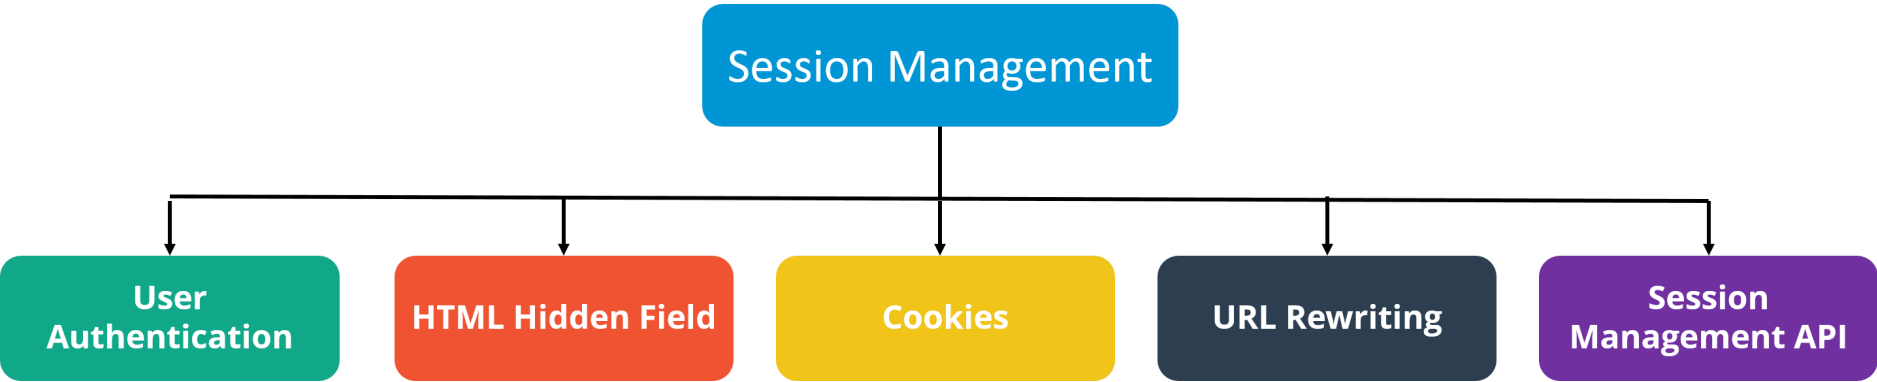 Session Management
User
Authentication
HTML Hidden Field
Cookies
URL Rewriting
Session
Management API